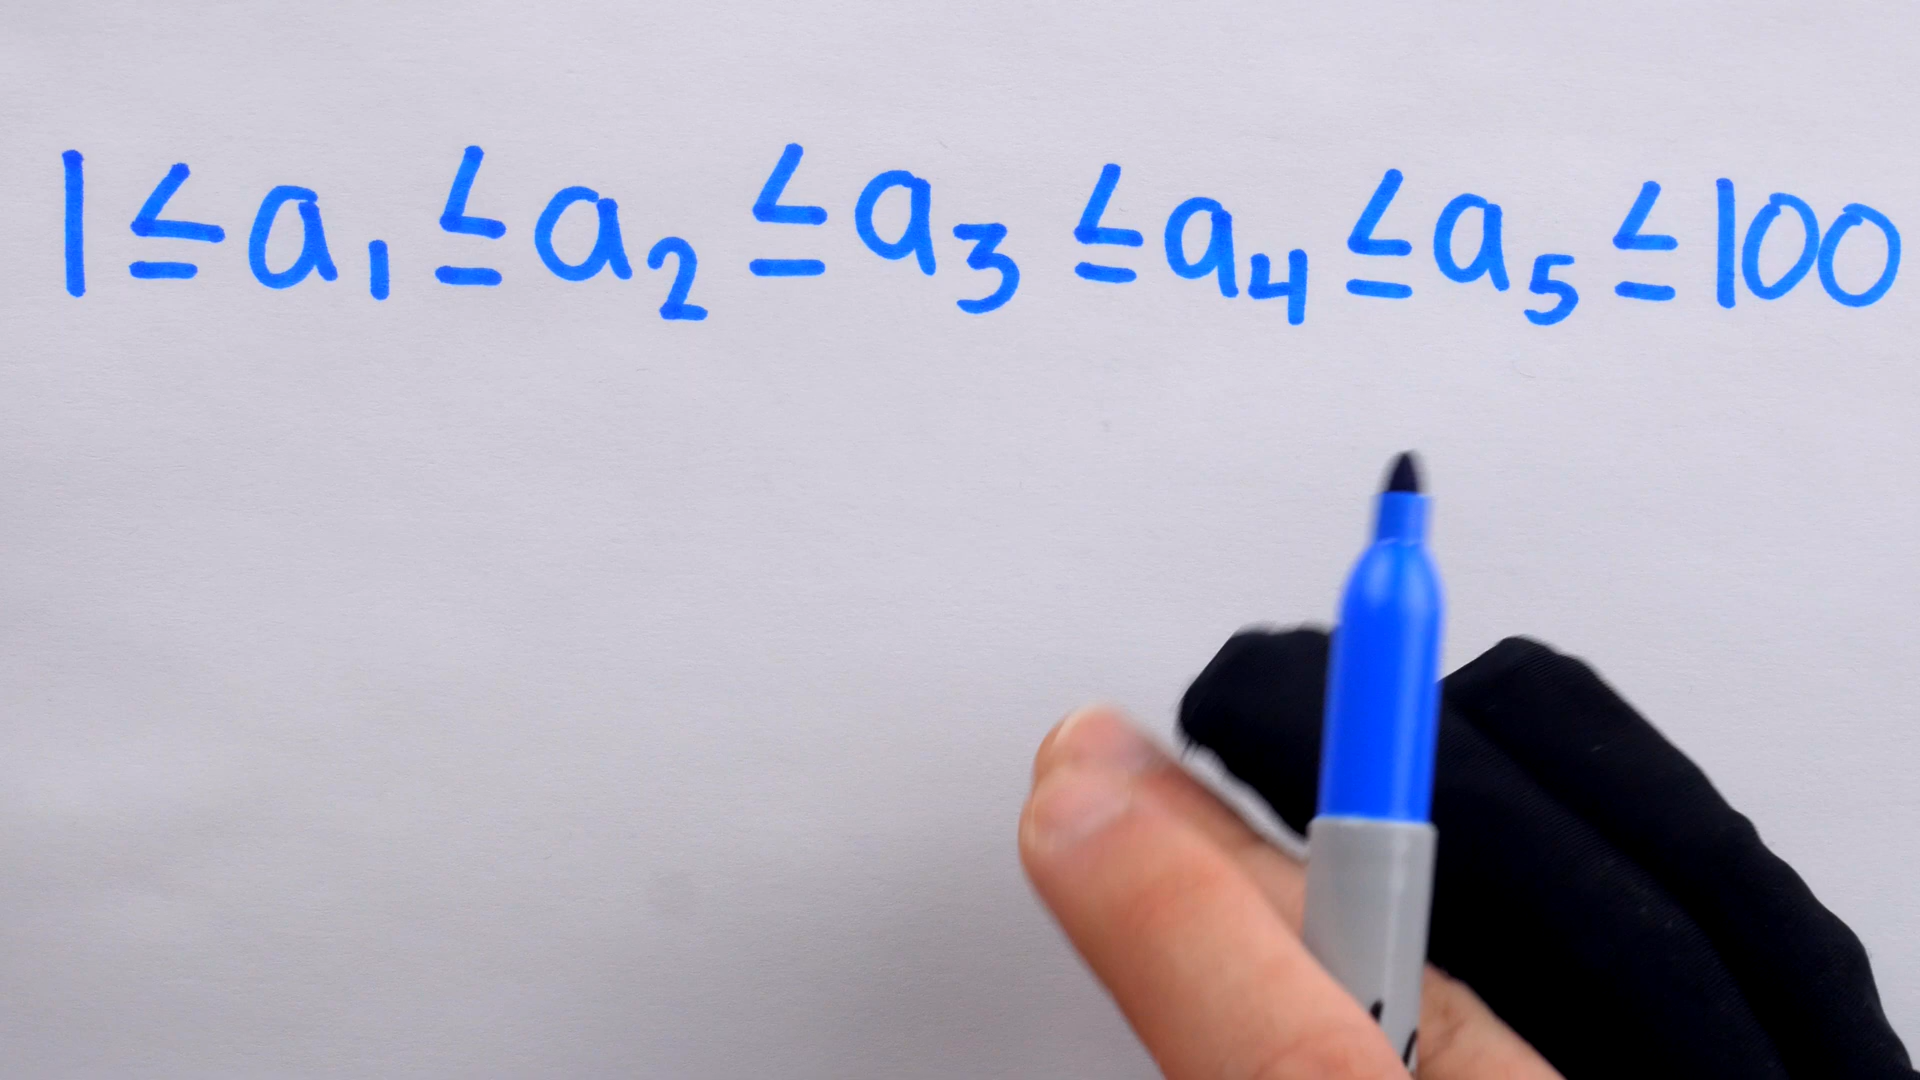 1 ≤ a₁ ≤ a₂ ≤ a₃ ≤ a₄ ≤ a₅ ≤ 100